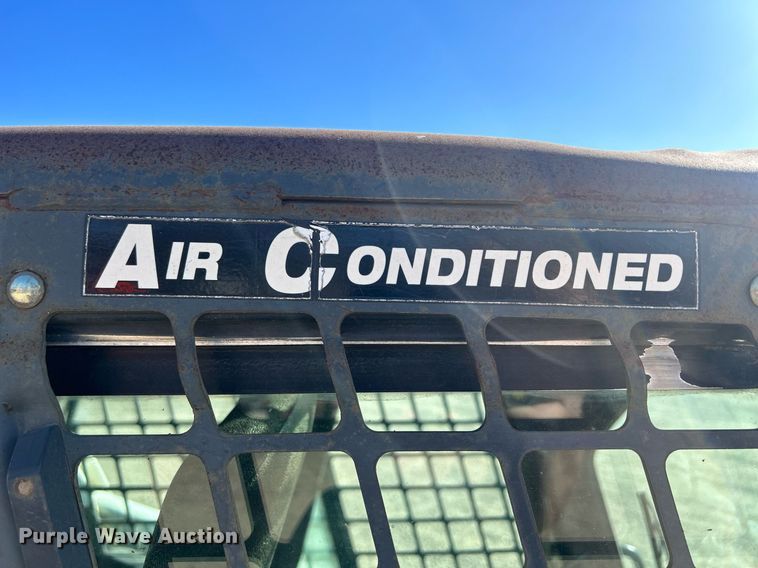 AIR CONDITIONED
Purple Wave Auction